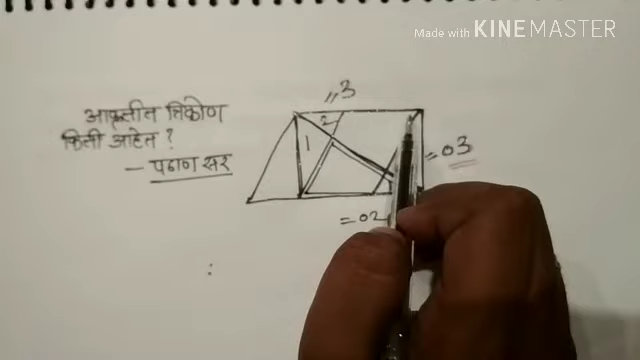 Made with KINEMASTER
आकृतीत त्रिकोण
किती आहेत ?
- पठाण सर
3
2
1
= 03
= 02